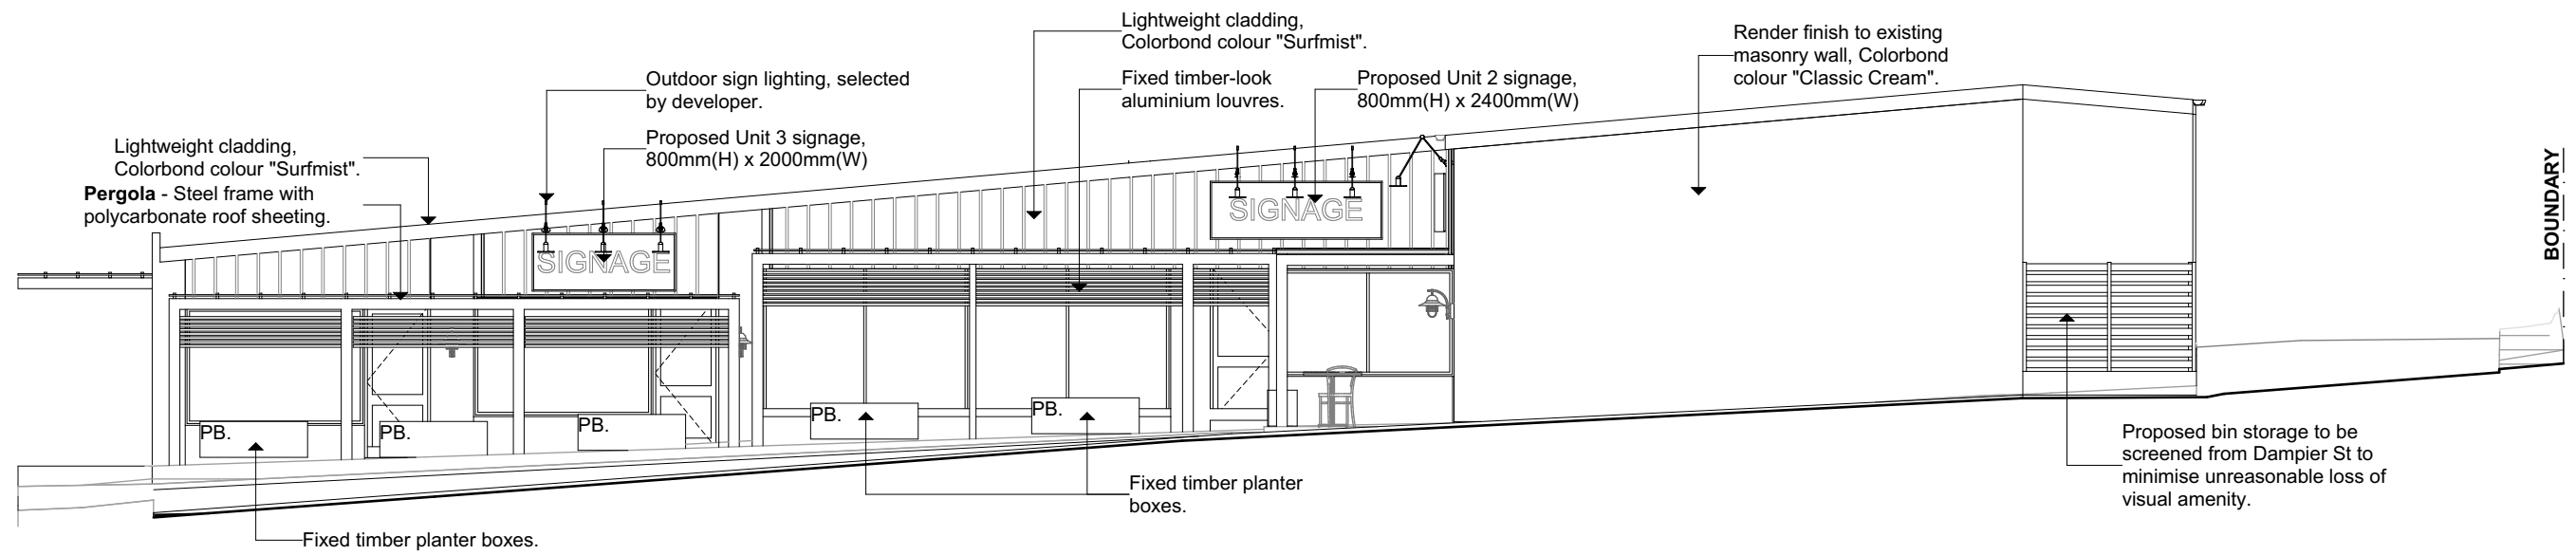 Lightweight cladding,
Colorbond colour "Surfmist".
Render finish to existing
masonry wall, Colorbond
colour "Classic Cream".
Outdoor sign lighting, selected
by developer.
Fixed timber-look
aluminium louvres.
Proposed Unit 2 signage,
800mm(H) x 2400mm(W)
Proposed Unit 3 signage,
800mm(H) x 2000mm(W)
Lightweight cladding,
Colorbond colour "Surfmist".
Pergola - Steel frame with
polycarbonate roof sheeting.
BOUNDARY
SIGNAGE
SIGNAGE
PB.
PB.
PB.
PB.
PB.
Proposed bin storage to be
screened from Dampier St to
minimise unreasonable loss of
visual amenity.
Fixed timber planter
boxes.
Fixed timber planter boxes.